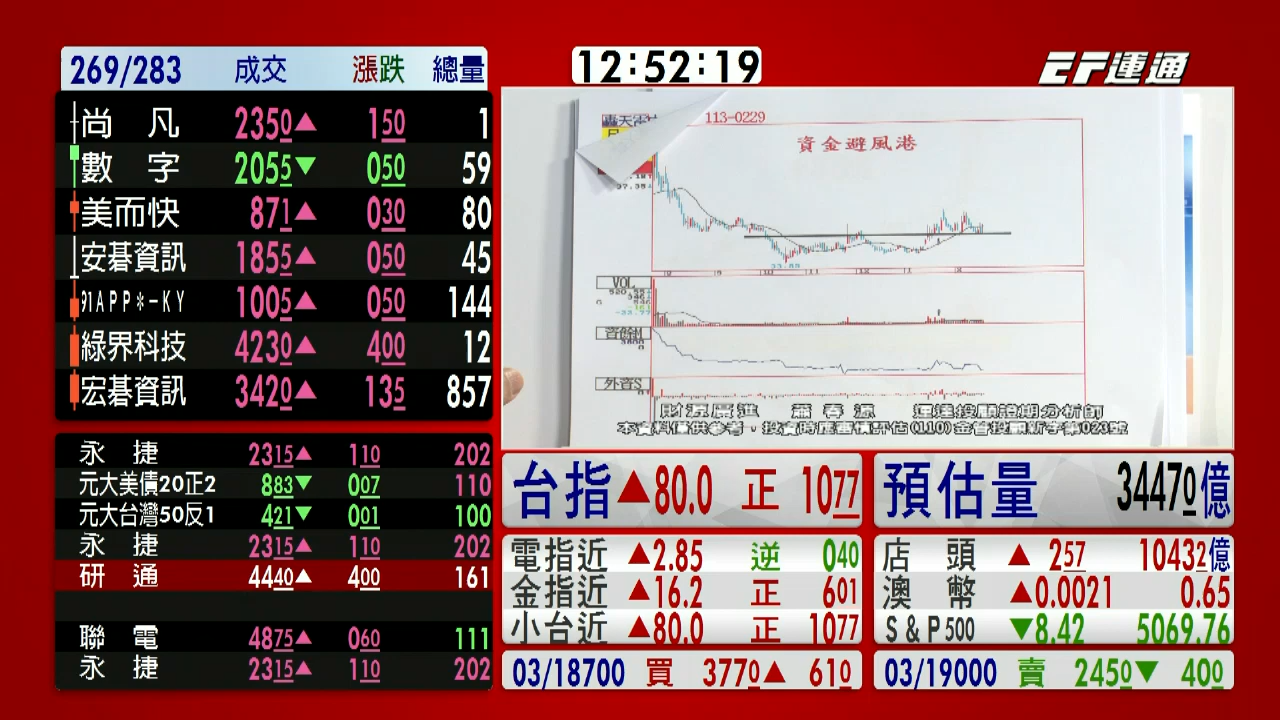 269/283 成交 漲跌 總量
12:52:19
EF運通
尚凡 2350▲ 150 1
數字 2055▼ 050 59
美而快 871▲ 030 80
安碁資訊 1855▲ 050 45
91APP*-KY 1005▲ 050 144
綠界科技 4230▲ 400 12
宏碁資訊 3420▲ 135 857
永捷 2315▲ 110 202
元大美債20正2 883▼ 007 110
元大台灣50反1 421▼ 001 100
永捷 2315▲ 110 202
研通 4440▲ 400 161
聯電 4875▲ 060 111
永捷 2315▲ 110 202
113-0229
資金避風港
33.85
VOL
資餘M
外資S
財源廣進 蕭春源 運達投顧證期分析師
本資料僅供參考，投資時應審慎評估(110)金管投顧新字第023號
台指▲80.0 正 1077
預估量 34470億
電指近▲2.85 逆 040
金指近▲16.2 正 601
小台近▲80.0 正 1077
店頭▲257 10432億
澳幣▲0.0021 0.65
S&P500▼8.42 5069.76
03/18700 買 3770▲ 610
03/19000 賣 2450▼ 400